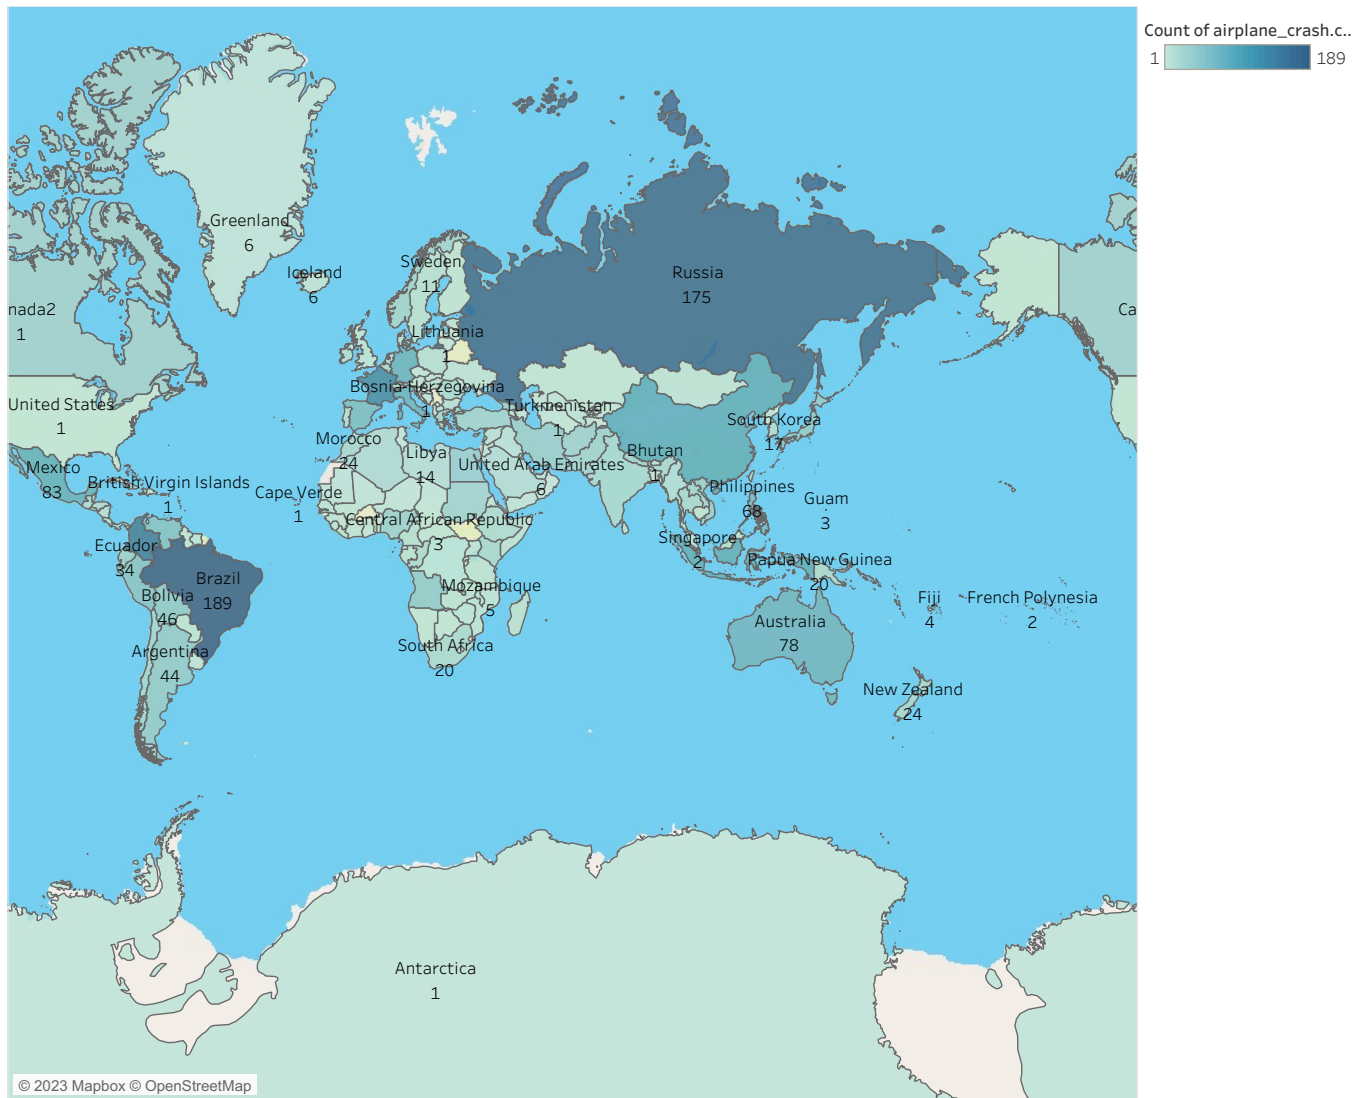 Count of airplane_crash.c..
1
189
Greenland
6
Iceland
6
Sweden
11
Russia
175
nada2
1
Ca
Lithuania
1
Bosnia-Herzegovina
1
United States
1
Turkmenistan
1
South Korea
17
Morocco
24
Libya
14
Bhutan
1
United Arab Emirates
6
Mexico
83
British Virgin Islands
1
Cape Verde
1
Philippines
68
Guam
3
Central African Republic
3
Ecuador
34
Singapore
2
Papua New Guinea
20
Brazil
189
Bolivia
46
Mozambique
5
Fiji
4
French Polynesia
2
Australia
78
Argentina
44
South Africa
20
New Zealand
24
Antarctica
1
© 2023 Mapbox © OpenStreetMap